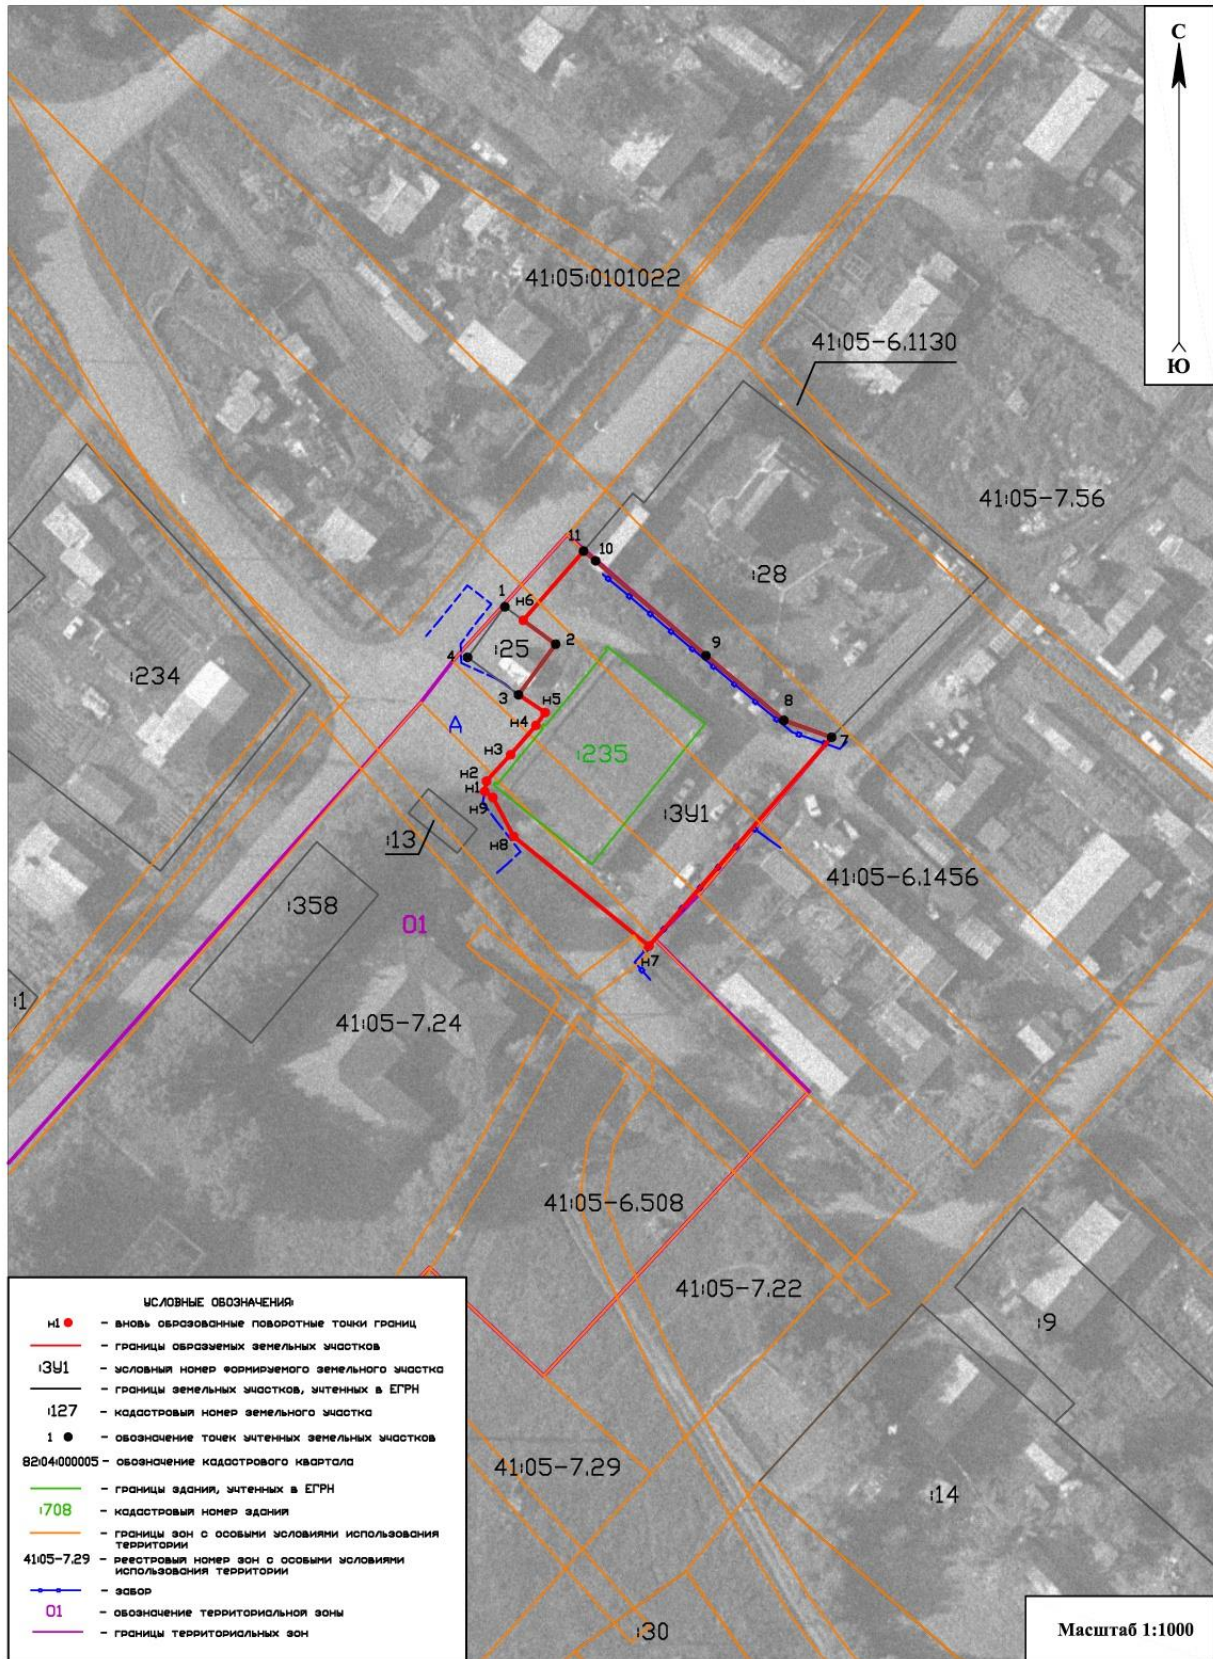 С
Ю
41:05:0101022
41:05-6.1130
41:05-7.56
:28
11
10
1
н6
2
:25
4
9
3
н5
:234
А
н4
8
7
н3
:235
н2
н1
н9
:ЗУ1
:13
н8
41:05-6.1456
:358
О1
н7
:1
41:05-7.24
41:05-6.508
41:05-7.22
:9
41:05-7.29
:14
:30
УСЛОВНЫЕ ОБОЗНАЧЕНИЯ:
н1 - вновь образованные поворотные точки границ
- границы образуемых земельных участков
:ЗУ1 - условный номер формируемого земельного участка
- границы земельных участков, учтенных в ЕГРН
:127 - кадастровый номер земельного участка
1 - обозначение точек учтенных земельных участков
82:04:000005 - обозначение кадастрового квартала
- границы зданий, учтенных в ЕГРН
:708 - кадастровый номер зданий
- границы зон с особыми условиями использования
территории
41:05-7.29 - реестровый номер зон с особыми условиями
использования территории
- забор
О1 - обозначение территориальной зоны
- границы территориальных зон
Масштаб 1:1000